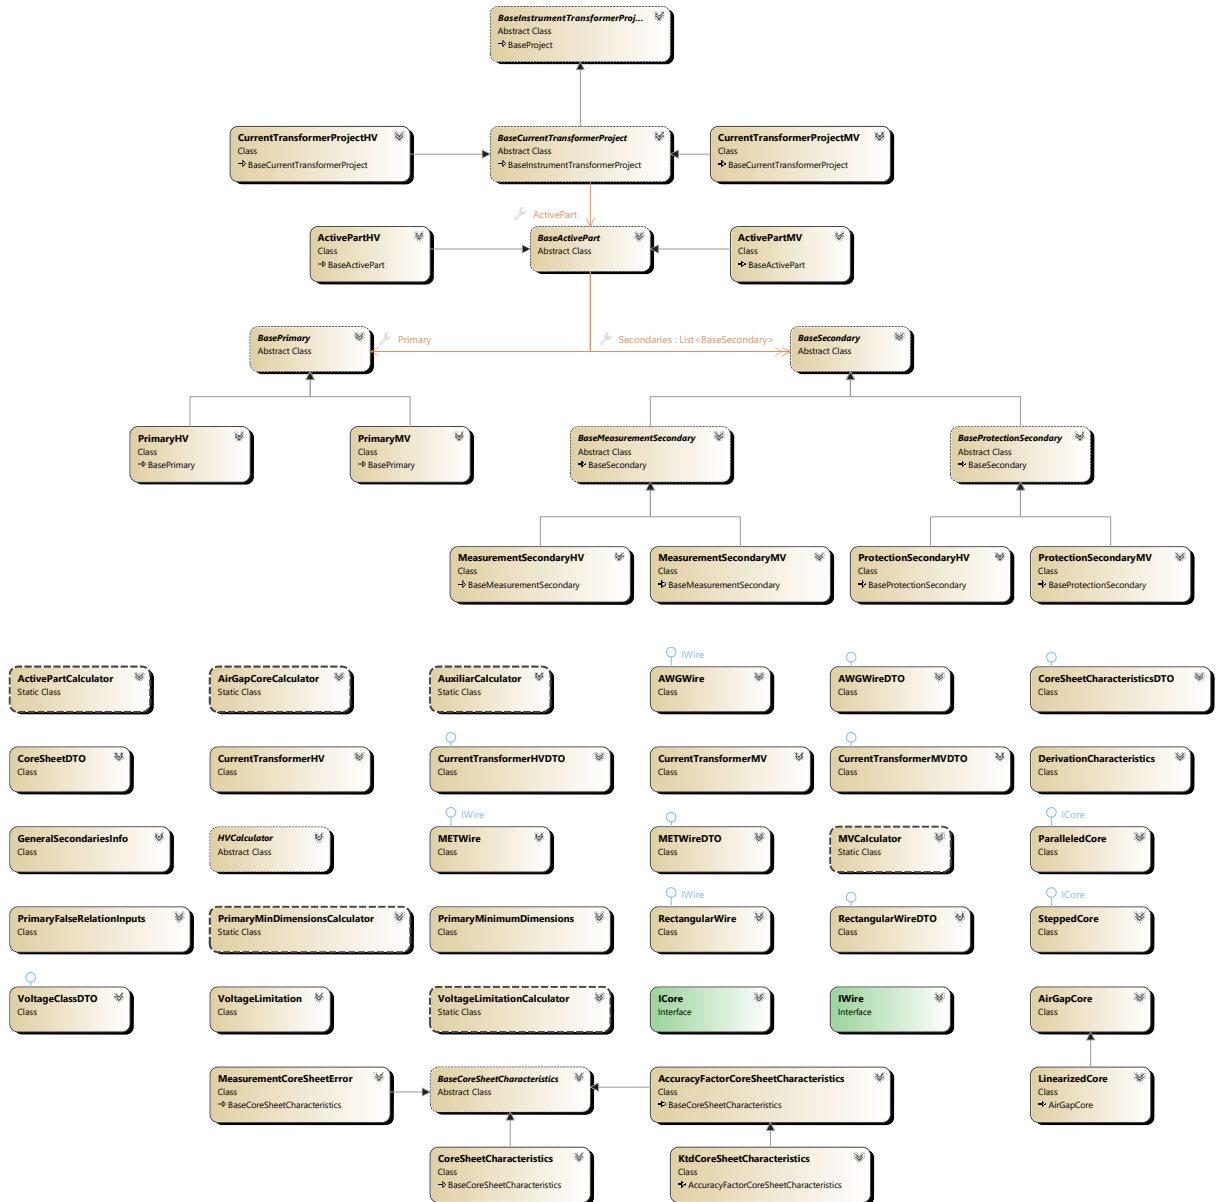 BaseInstrumentTransformerProj...
Abstract Class
BaseProject
CurrentTransformerProjectHV
Class
BaseCurrentTransformerProject
BaseCurrentTransformerProject
Abstract Class
BaseInstrumentTransformerProject
CurrentTransformerProjectMV
Class
BaseCurrentTransformerProject
ActivePart
ActivePartHV
Class
BaseActivePart
BaseActivePart
Abstract Class
ActivePartMV
Class
BaseActivePart
BasePrimary
Abstract Class
Primary
Secondaries : List<BaseSecondary>
BaseSecondary
Abstract Class
PrimaryHV
Class
BasePrimary
PrimaryMV
Class
BasePrimary
BaseMeasurementSecondary
Abstract Class
BaseSecondary
BaseProtectionSecondary
Abstract Class
BaseSecondary
MeasurementSecondaryHV
Class
BaseMeasurementSecondary
MeasurementSecondaryMV
Class
BaseMeasurementSecondary
ProtectionSecondaryHV
Class
BaseProtectionSecondary
ProtectionSecondaryMV
Class
BaseProtectionSecondary
ActivePartCalculator
Static Class
AirGapCoreCalculator
Static Class
AuxiliarCalculator
Static Class
IWire
AWGWire
Class
AWGWireDTO
Class
CoreSheetCharacteristicsDTO
Class
CoreSheetDTO
Class
CurrentTransformerHV
Class
CurrentTransformerHVDTO
Class
CurrentTransformerMV
Class
CurrentTransformerMVDTO
Class
DerivationCharacteristics
Class
GeneralSecondariesInfo
Class
HVCalculator
Abstract Class
IWire
METWire
Class
METWireDTO
Class
MVCalculator
Static Class
ICore
ParalleledCore
Class
PrimaryFalseRelationInputs
Class
PrimaryMinDimensionsCalculator
Static Class
PrimaryMinimumDimensions
Class
IWire
RectangularWire
Class
RectangularWireDTO
Class
ICore
SteppedCore
Class
VoltageClassDTO
Class
VoltageLimitation
Class
VoltageLimitationCalculator
Static Class
ICore
Interface
IWire
Interface
AirGapCore
Class
MeasurementCoreSheetError
Class
BaseCoreSheetCharacteristics
BaseCoreSheetCharacteristics
Abstract Class
AccuracyFactorCoreSheetCharacteristics
Class
BaseCoreSheetCharacteristics
LinearizedCore
Class
AirGapCore
CoreSheetCharacteristics
Class
BaseCoreSheetCharacteristics
KtdCoreSheetCharacteristics
Class
AccuracyFactorCoreSheetCharacteristics